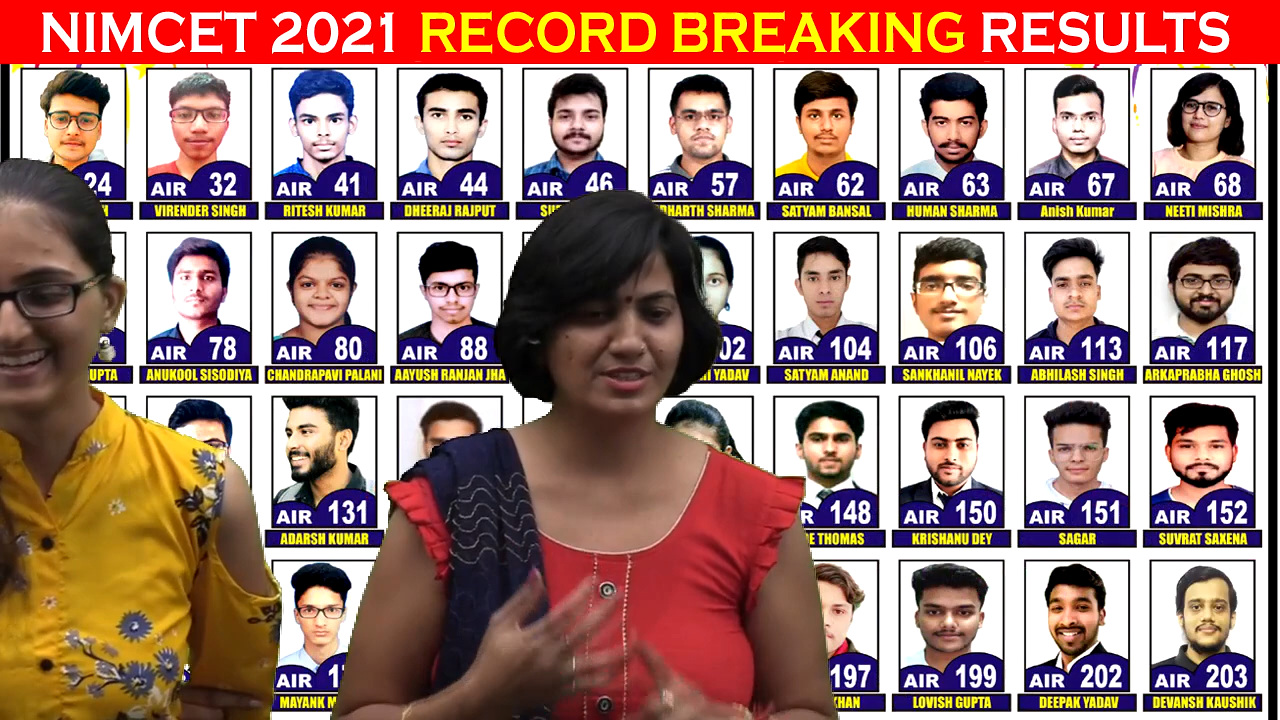 NIMCET 2021 RECORD BREAKING RESULTS
24 AIR 32 AIR 41 AIR 44 AIR 46 AIR 57 AIR 62 AIR 63 AIR 67 AIR 68
VIRENDER SINGH RITESH KUMAR DHEERAJ RAJPUT SHARMA SATYAM BANSAL HUMAN SHARMA Anish Kumar NEETI MISHRA
AIR 78 AIR 80 AIR 88 02 AIR 104 AIR 106 AIR 113 AIR 117
UPTA ANUKOOL SISODIYA CHANDRAPAVI PALANI AAYUSH RANJAN JHA YADAV SATYAM ANAND SANKHANIL NAYEK ABHILASH SINGH ARKAPRABHA GHOSH
AIR 131 148 AIR 150 AIR 151 AIR 152
ADARSH KUMAR THOMAS KRISHANU DEY SAGAR SUVRAT SAXENA
AIR 197 AIR 199 AIR 202 AIR 203
MAYANK KHAN LOVISH GUPTA DEEPAK YADAV DEVANSH KAUSHIK